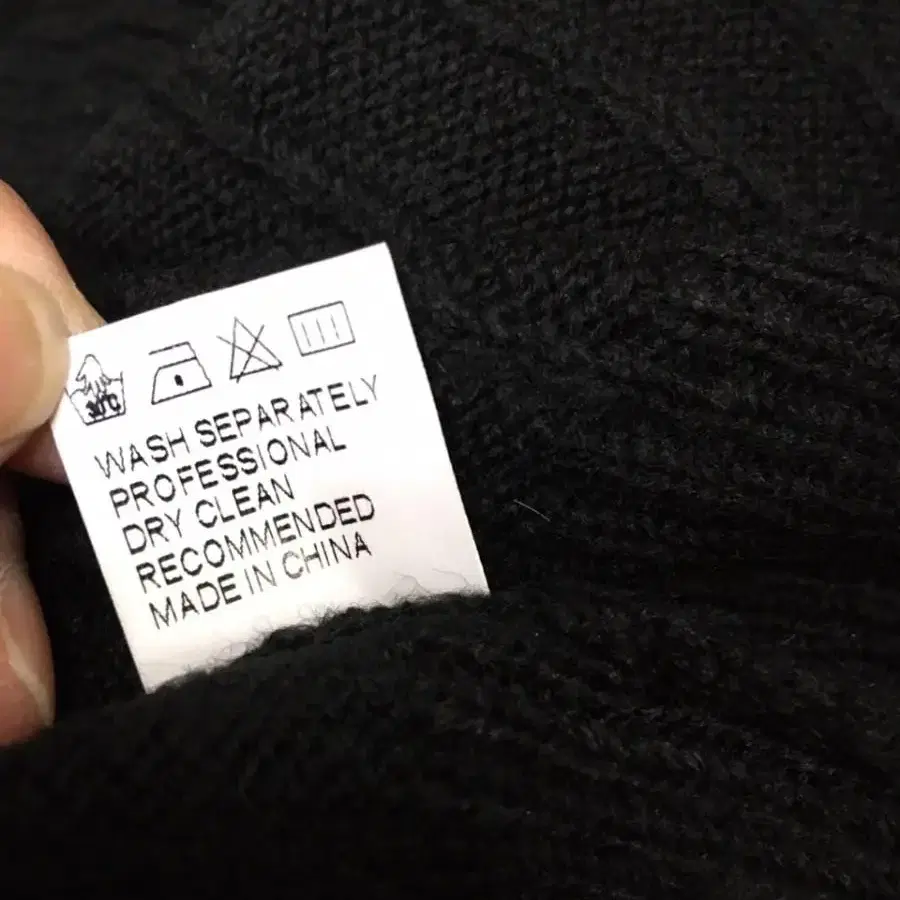 30°C
WASH SEPARATELY
PROFESSIONAL
DRY CLEAN
RECOMMENDED
MADE IN CHINA